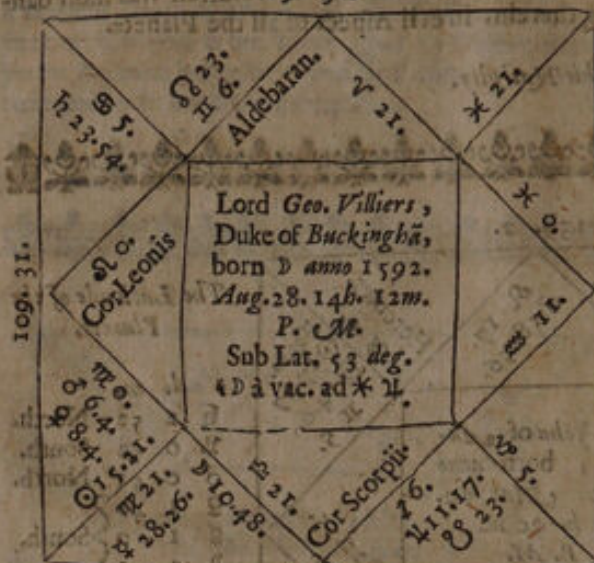 ♈ 21.
♓ 21.
☊ 23.
♊ 6.
Aldebaran.
♋ 5.
♄ 23.54.
109.31.
♌ 0.
Cor Leonis
♓ 0.
♒ 11.
Lord Geo. Villiers,
Duke of Buckinghã,
born ☽ anno 1592.
Aug. 28. 14h. 12m.
P. M.
Sub Lat. 53 deg.
☽ à vac. ad ⚹ ♃.
♍ 0.
♂ 6.4.
8.4.
☉ 15.21.
♍ 21.
☿ 28.26.
☽ 10.48.
♎ 21.
Cor Scorpii.
♐ 6.
♃ 11.17.
☋ 23.
♑ 5.